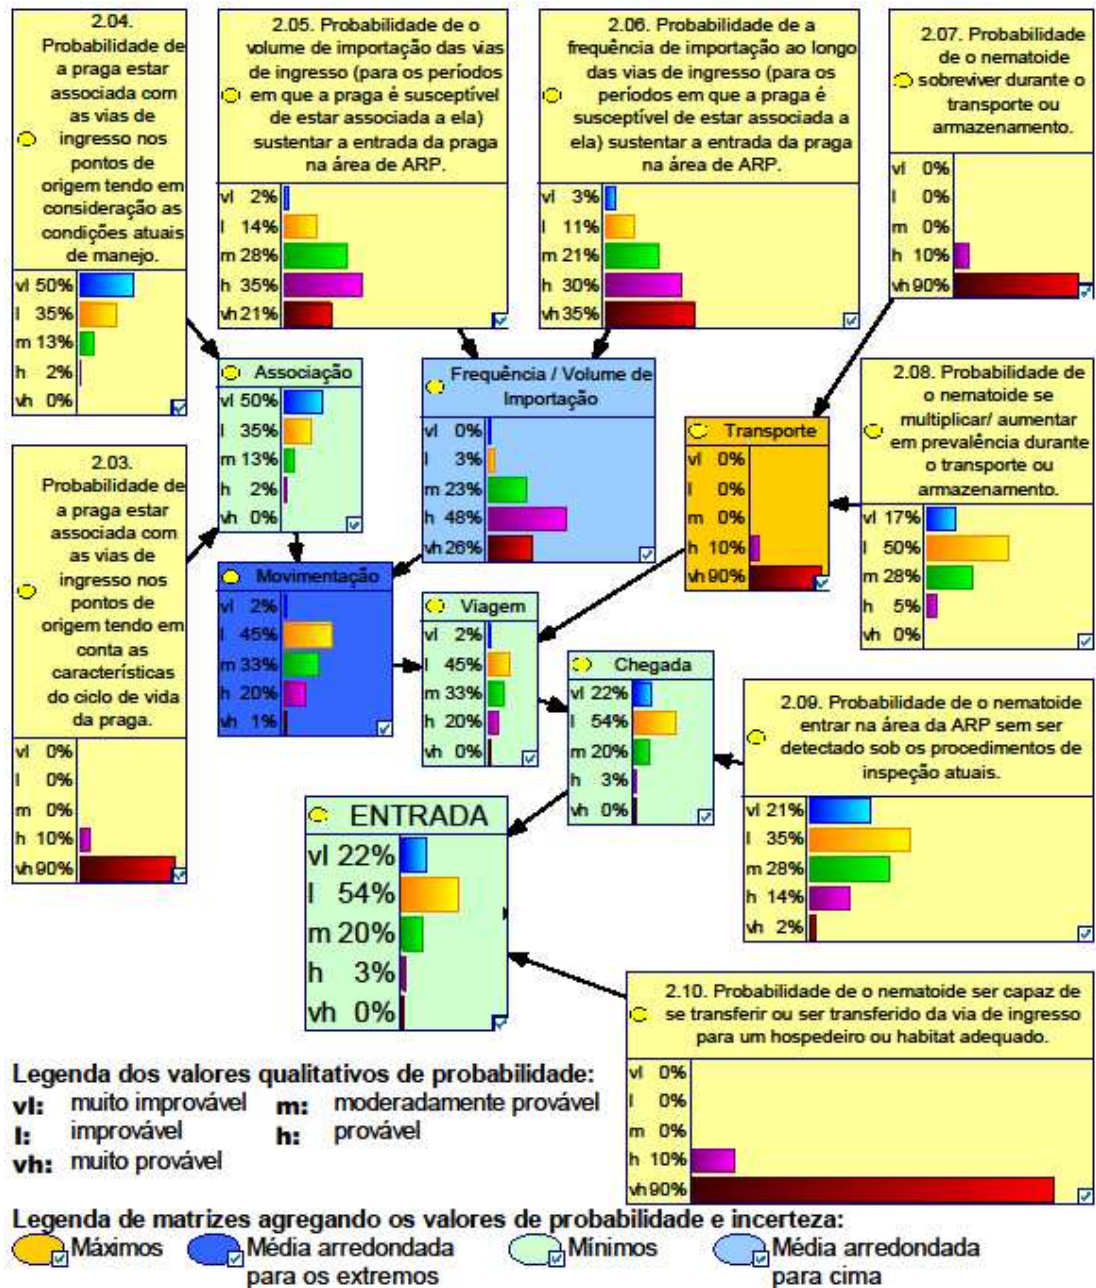 2.04.
Probabilidade de
a praga estar
associada com
as vias de
ingresso nos
pontos de
origem tendo em
consideração as
condições atuais
de manejo.
vl 50%
l 35%
m 13%
h 2%
vh 0%
2.05. Probabilidade de o
volume de importação das vias
de ingresso (para os períodos
em que a praga é susceptível
de estar associada a ela)
sustentar a entrada da praga
na área de ARP.
vl 2%
l 14%
m 28%
h 35%
vh 21%
2.06. Probabilidade de a
frequência de importação ao longo
das vias de ingresso (para os
períodos em que a praga é
susceptível de estar associada a
ela) sustentar a entrada da praga
na área de ARP.
vl 3%
l 11%
m 21%
h 30%
vh 35%
2.07. Probabilidade
de o nematoide
sobreviver durante o
transporte ou
armazenamento.
vl 0%
l 0%
m 0%
h 10%
vh 90%
Associação
vl 50%
l 35%
m 13%
h 2%
vh 0%
Frequência / Volume de
Importação
vl 0%
l 3%
m 23%
h 48%
vh 26%
Transporte
vl 0%
l 0%
m 0%
h 10%
vh 90%
2.08. Probabilidade de
o nematoide se
multiplicar/ aumentar
em prevalência durante
o transporte ou
armazenamento.
vl 17%
l 50%
m 28%
h 5%
vh 0%
2.03.
Probabilidade de
a praga estar
associada com
as vias de
ingresso nos
pontos de
origem tendo em
conta as
características
do ciclo de vida
da praga.
vl 0%
l 0%
m 0%
h 10%
vh 90%
Movimentação
vl 2%
l 45%
m 33%
h 20%
vh 1%
Viagem
vl 2%
l 45%
m 33%
h 20%
vh 0%
Chegada
vl 22%
l 54%
m 20%
h 3%
vh 0%
2.09. Probabilidade de o nematoide
entrar na área da ARP sem ser
detectado sob os procedimentos de
inspeção atuais.
vl 21%
l 35%
m 28%
h 14%
vh 2%
ENTRADA
vl 22%
l 54%
m 20%
h 3%
vh 0%
2.10. Probabilidade de o nematoide ser capaz de
se transferir ou ser transferido da via de ingresso
para um hospedeiro ou habitat adequado.
vl 0%
l 0%
m 0%
h 10%
vh 90%
Legenda dos valores qualitativos de probabilidade:
vl: muito improvável m: moderadamente provável
l: improvável h: provável
vh: muito provável
Legenda de matrizes agregando os valores de probabilidade e incerteza:
Máximos Média arredondada Mínimos Média arredondada
para os extremos para cima